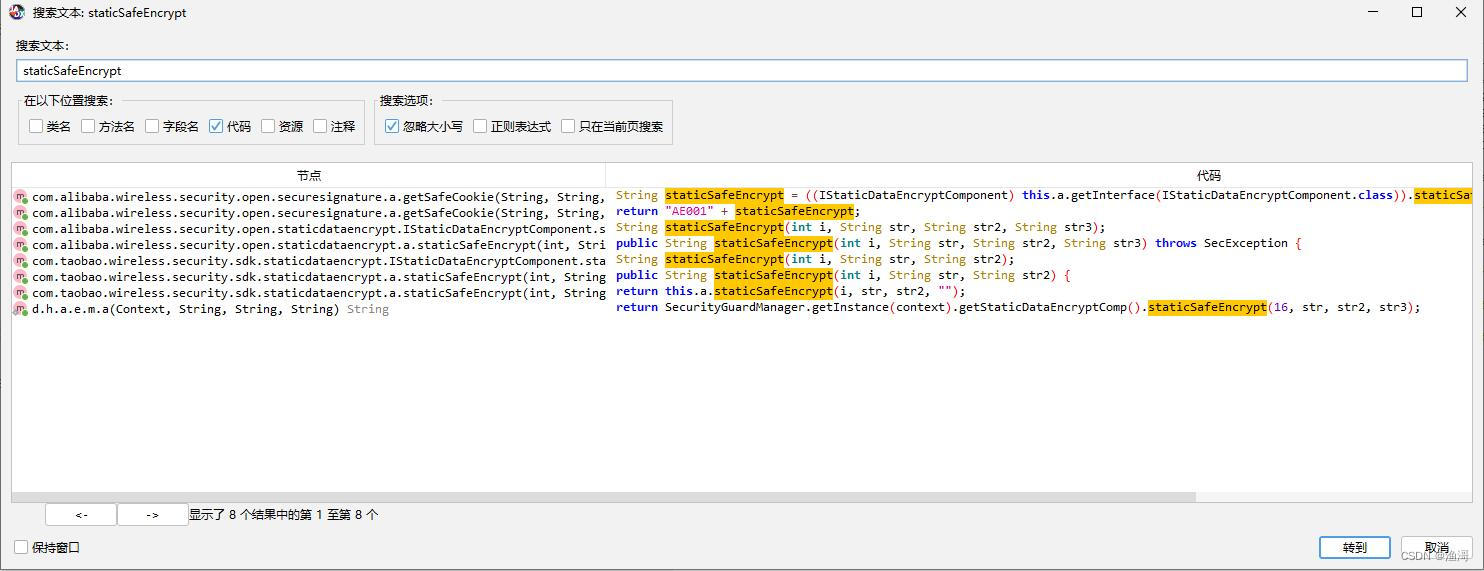 搜索文本: staticSafeEncrypt
搜索文本:
staticSafeEncrypt
在以下位置搜索: 搜索选项:
类名 方法名 字段名 代码 资源 注释 忽略大小写 正则表达式 只在当前页搜索
节点 代码
com.alibaba.wireless.security.open.securesignature.a.getSafeCookie(String, String, String staticSafeEncrypt = ((IStaticDataEncryptComponent) this.a.getInterface(IStaticDataEncryptComponent.class)).staticSa
com.alibaba.wireless.security.open.securesignature.a.getSafeCookie(String, String, return "AE001" + staticSafeEncrypt;
com.alibaba.wireless.security.open.staticdataencrypt.IStaticDataEncryptComponent.s String staticSafeEncrypt(int i, String str, String str2, String str3);
com.alibaba.wireless.security.open.staticdataencrypt.a.staticSafeEncrypt(int, Stri public String staticSafeEncrypt(int i, String str, String str2, String str3) throws SecException {
com.taobao.wireless.security.sdk.staticdataencrypt.IStaticDataEncryptComponent.sta String staticSafeEncrypt(int i, String str, String str2);
com.taobao.wireless.security.sdk.staticdataencrypt.a.staticSafeEncrypt(int, String public String staticSafeEncrypt(int i, String str, String str2) {
com.taobao.wireless.security.sdk.staticdataencrypt.a.staticSafeEncrypt(int, String return this.a.staticSafeEncrypt(i, str, str2, "");
d.h.a.e.m.a(Context, String, String, String) String return SecurityGuardManager.getInstance(context).getStaticDataEncryptComp().staticSafeEncrypt(16, str, str2, str3);
<- -> 显示了 8 个结果中的第 1 至第 8 个
保持窗口 转到 取消
CSDN @渔洱